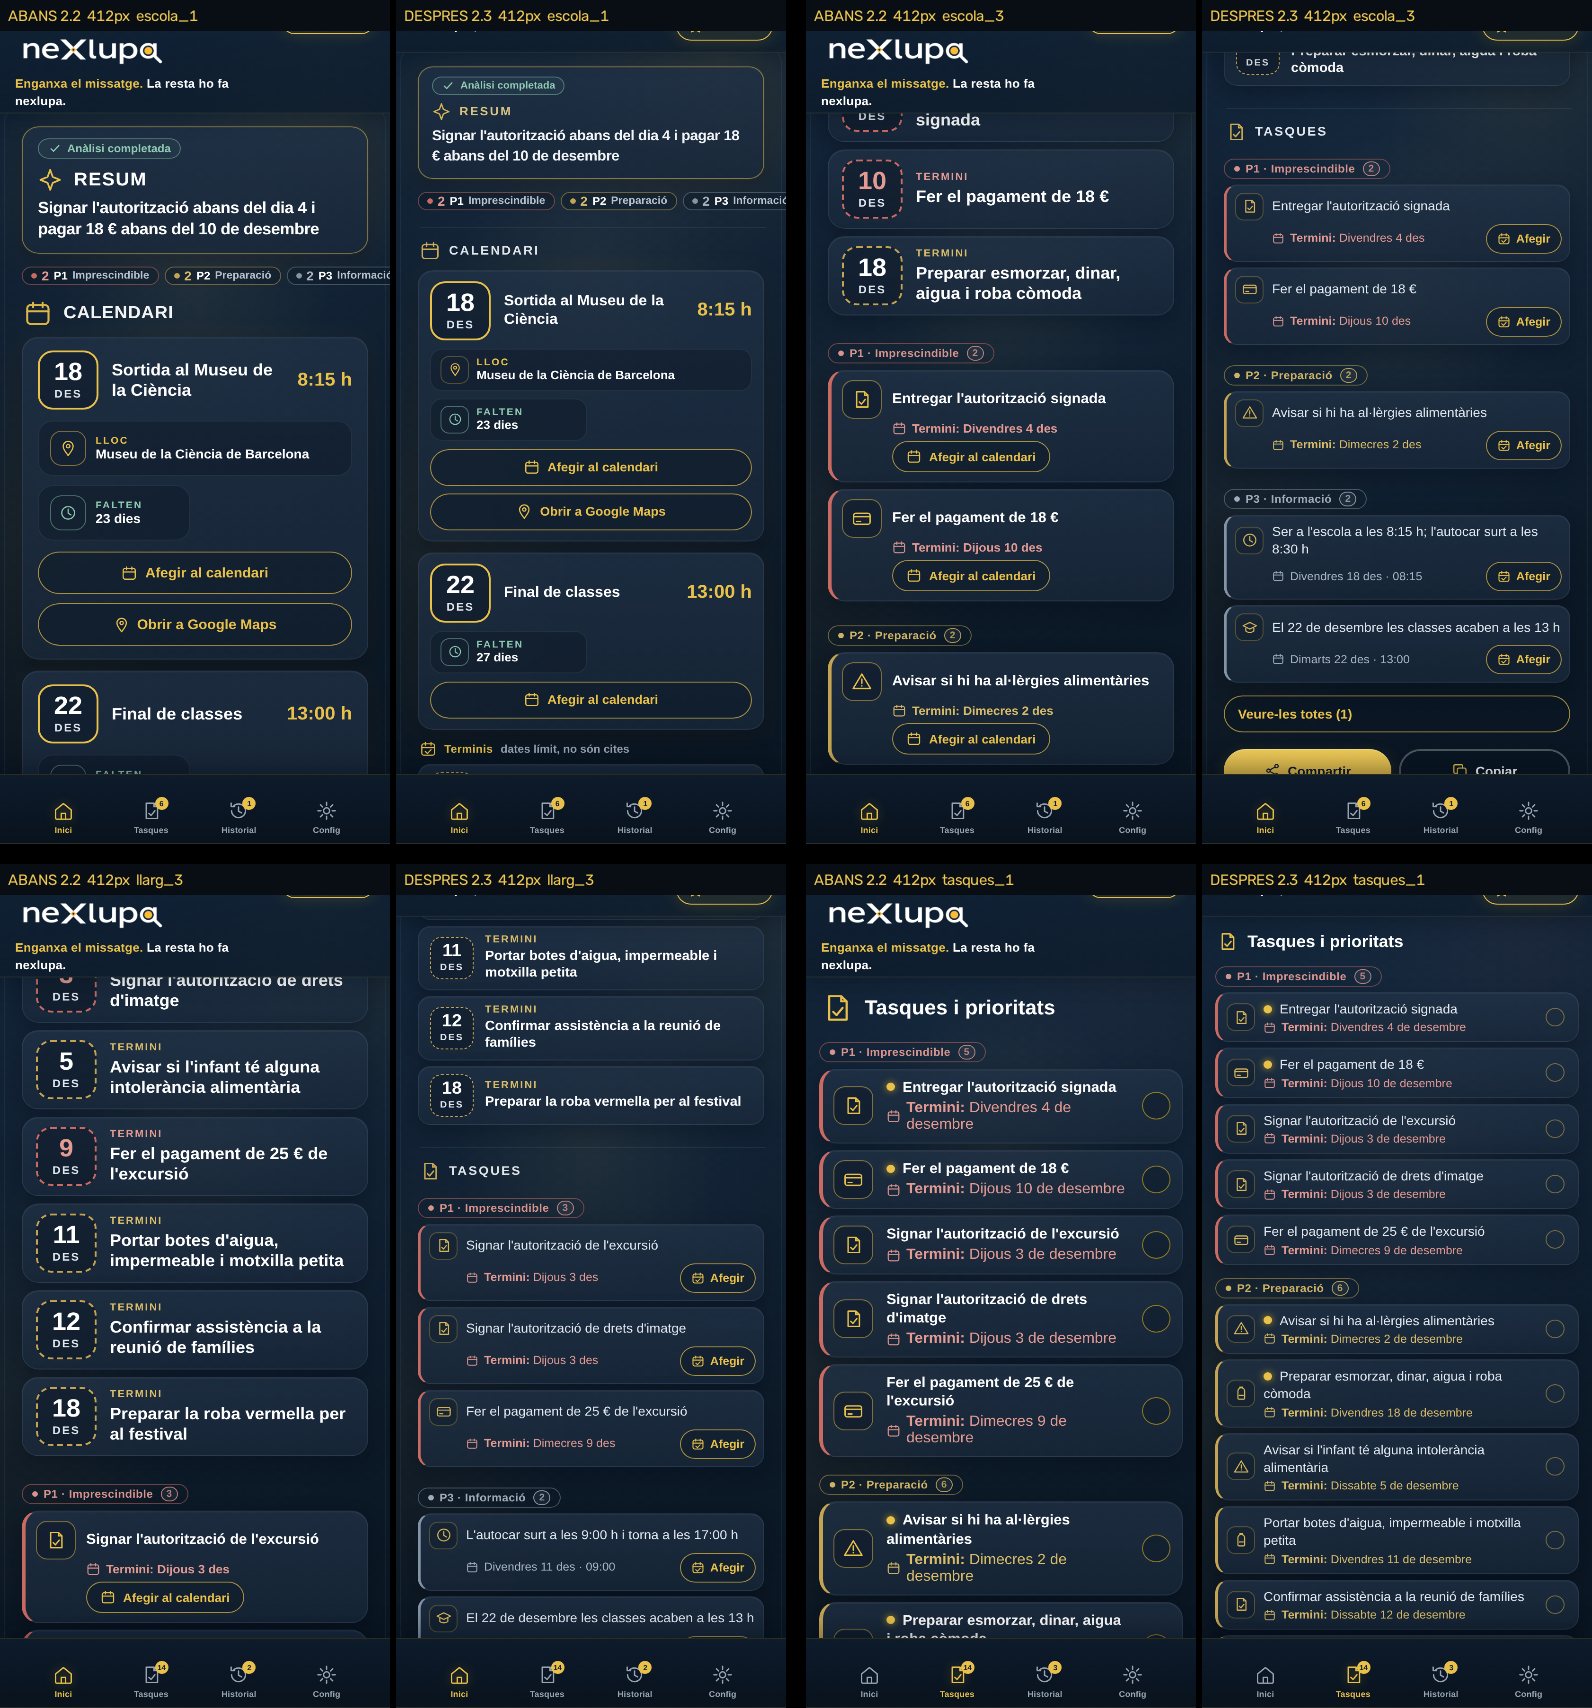 ABANS 2.2 412px escola_1
neXlupa
Enganxa el missatge. La resta ho fa
nexlupa.
Anàlisi completada
RESUM
Signar l'autorització abans del dia 4 i
pagar 18 € abans del 10 de desembre
2 P1 Imprescindible
2 P2 Preparació
2 P3 Informació
CALENDARI
18
DES
Sortida al Museu de
la Ciència
8:15 h
LLOC
Museu de la Ciència de Barcelona
FALTEN
23 dies
Afegir al calendari
Obrir a Google Maps
22
DES
Final de classes
13:00 h
FALTEN
6
1
Inici
Tasques
Historial
Config
DESPRES 2.3 412px escola_1
Anàlisi completada
RESUM
Signar l'autorització abans del dia 4 i pagar 18
€ abans del 10 de desembre
2 P1 Imprescindible
2 P2 Preparació
2 P3 Informació
CALENDARI
18
DES
Sortida al Museu de la
Ciència
8:15 h
LLOC
Museu de la Ciència de Barcelona
FALTEN
23 dies
Afegir al calendari
Obrir a Google Maps
22
DES
Final de classes
13:00 h
FALTEN
27 dies
Afegir al calendari
Terminis dates límit, no són cites
6
1
Inici
Tasques
Historial
Config
ABANS 2.2 412px escola_3
neXlupa
Enganxa el missatge. La resta ho fa
nexlupa.
DES
signada
10
DES
TERMINI
Fer el pagament de 18 €
18
DES
TERMINI
Preparar esmorzar, dinar,
aigua i roba còmoda
P1 · Imprescindible 2
Entregar l'autorització signada
Termini: Divendres 4 des
Afegir al calendari
Fer el pagament de 18 €
Termini: Dijous 10 des
Afegir al calendari
P2 · Preparació 2
Avisar si hi ha al·lèrgies alimentàries
Termini: Dimecres 2 des
Afegir al calendari
6
1
Inici
Tasques
Historial
Config
DESPRES 2.3 412px escola_3
DES
Preparar esmorzar, dinar, aigua i roba
còmoda
TASQUES
P1 · Imprescindible 2
Entregar l'autorització signada
Termini: Divendres 4 des
Afegir
Fer el pagament de 18 €
Termini: Dijous 10 des
Afegir
P2 · Preparació 2
Avisar si hi ha al·lèrgies alimentàries
Termini: Dimecres 2 des
Afegir
P3 · Informació 2
Ser a l'escola a les 8:15 h; l'autocar surt a les
8:30 h
Divendres 18 des · 08:15
Afegir
El 22 de desembre les classes acaben a les 13 h
Dimarts 22 des · 13:00
Afegir
Veure-les totes (1)
Compartir
Copiar
6
1
Inici
Tasques
Historial
Config
ABANS 2.2 412px llarg_3
neXlupa
Enganxa el missatge. La resta ho fa
nexlupa.
DES
Signar l'autorització de drets
d'imatge
5
DES
TERMINI
Avisar si l'infant té alguna
intolerància alimentària
9
DES
TERMINI
Fer el pagament de 25 € de
l'excursió
11
DES
TERMINI
Portar botes d'aigua,
impermeable i motxilla petita
12
DES
TERMINI
Confirmar assistència a la
reunió de famílies
18
DES
TERMINI
Preparar la roba vermella per
al festival
P1 · Imprescindible 3
Signar l'autorització de l'excursió
Termini: Dijous 3 des
Afegir al calendari
14
2
Inici
Tasques
Historial
Config
DESPRES 2.3 412px llarg_3
11
DES
TERMINI
Portar botes d'aigua, impermeable i
motxilla petita
12
DES
TERMINI
Confirmar assistència a la reunió de
famílies
18
DES
TERMINI
Preparar la roba vermella per al festival
TASQUES
P1 · Imprescindible 3
Signar l'autorització de l'excursió
Termini: Dijous 3 des
Afegir
Signar l'autorització de drets d'imatge
Termini: Dijous 3 des
Afegir
Fer el pagament de 25 € de l'excursió
Termini: Dimecres 9 des
Afegir
P3 · Informació 2
L'autocar surt a les 9:00 h i torna a les 17:00 h
Divendres 11 des · 09:00
Afegir
El 22 de desembre les classes acaben a les 13 h
14
2
Inici
Tasques
Historial
Config
ABANS 2.2 412px tasques_1
neXlupa
Enganxa el missatge. La resta ho fa
nexlupa.
Tasques i prioritats
P1 · Imprescindible 5
Entregar l'autorització signada
Termini: Divendres 4 de
desembre
Fer el pagament de 18 €
Termini: Dijous 10 de desembre
Signar l'autorització de l'excursió
Termini: Dijous 3 de desembre
Signar l'autorització de drets
d'imatge
Termini: Dijous 3 de desembre
Fer el pagament de 25 € de
l'excursió
Termini: Dimecres 9 de
desembre
P2 · Preparació 6
Avisar si hi ha al·lèrgies
alimentàries
Termini: Dimecres 2 de
desembre
Preparar esmorzar, dinar, aigua
i roba còmoda
14
3
Inici
Tasques
Historial
Config
DESPRES 2.3 412px tasques_1
Tasques i prioritats
P1 · Imprescindible 5
Entregar l'autorització signada
Termini: Divendres 4 de desembre
Fer el pagament de 18 €
Termini: Dijous 10 de desembre
Signar l'autorització de l'excursió
Termini: Dijous 3 de desembre
Signar l'autorització de drets d'imatge
Termini: Dijous 3 de desembre
Fer el pagament de 25 € de l'excursió
Termini: Dimecres 9 de desembre
P2 · Preparació 6
Avisar si hi ha al·lèrgies alimentàries
Termini: Dimecres 2 de desembre
Preparar esmorzar, dinar, aigua i roba
còmoda
Termini: Divendres 18 de desembre
Avisar si l'infant té alguna intolerància
alimentària
Termini: Dissabte 5 de desembre
Portar botes d'aigua, impermeable i motxilla
petita
Termini: Divendres 11 de desembre
Confirmar assistència a la reunió de famílies
Termini: Dissabte 12 de desembre
14
3
Inici
Tasques
Historial
Config